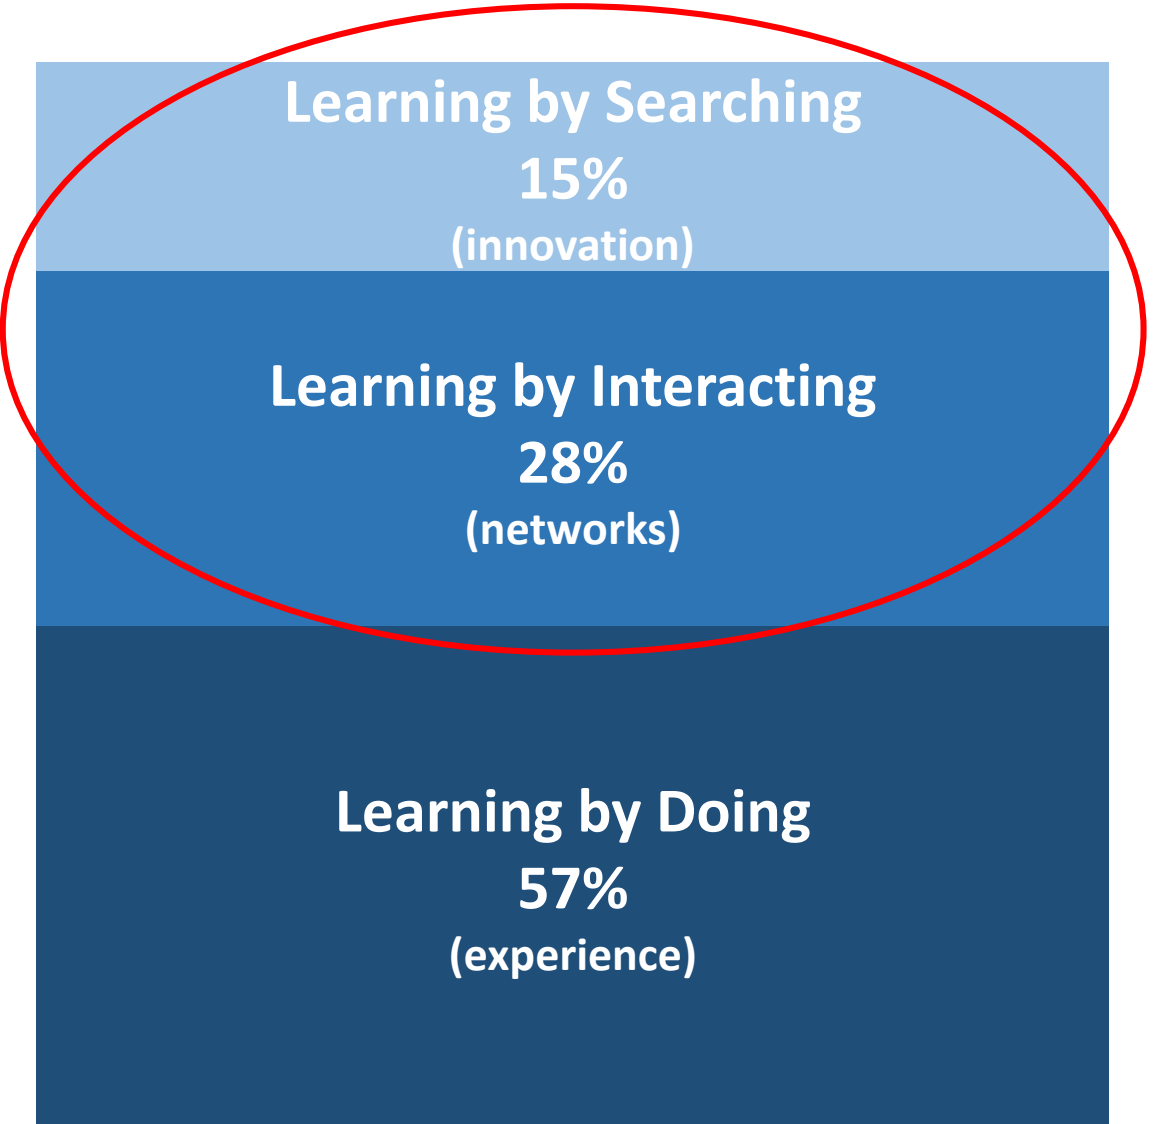 Learning by Searching
15%
(innovation)
Learning by Interacting
28%
(networks)
Learning by Doing
57%
(experience)